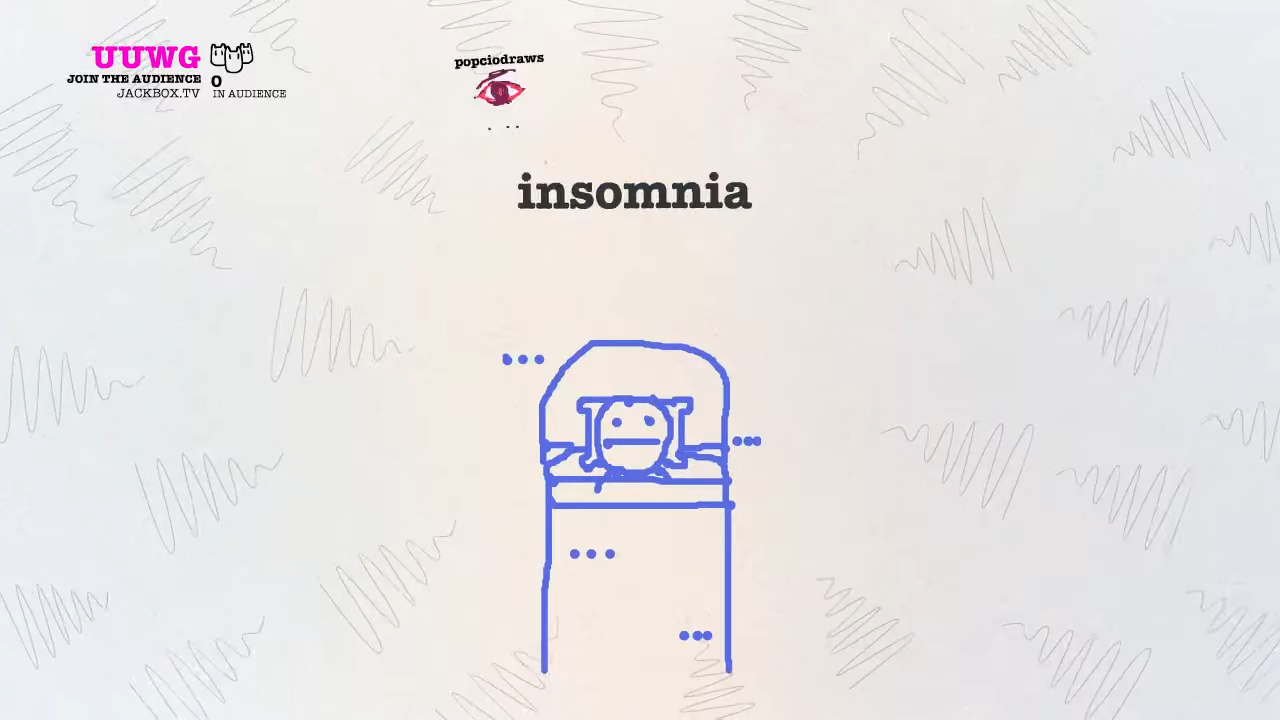 UUWG
JOIN THE AUDIENCE
JACKBOX.TV
0
IN AUDIENCE
popciodraws
insomnia